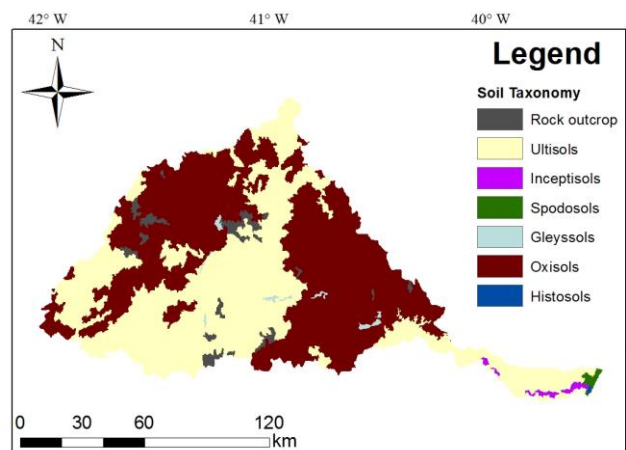 42° W 41° W 40° W
N
Legend
Soil Taxonomy
Rock outcrop
Ultisols
Inceptisols
Spodosols
Gleyssols
Oxisols
Histosols
0 30 60 120
km